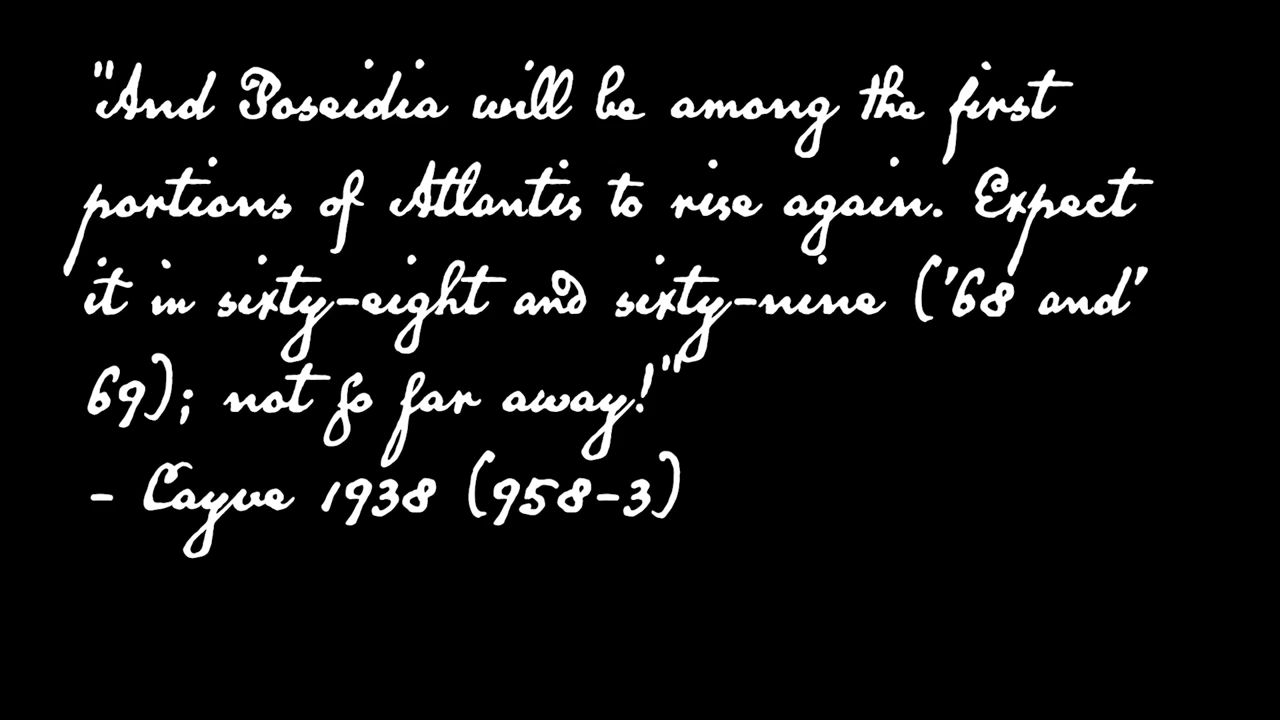 "And Poseidia will be among the first
portions of Atlantis to rise again. Expect
it in sixty-eight and sixty-nine ('68 and'
69); not so far away!"
- Cayve 1938 (958-3)